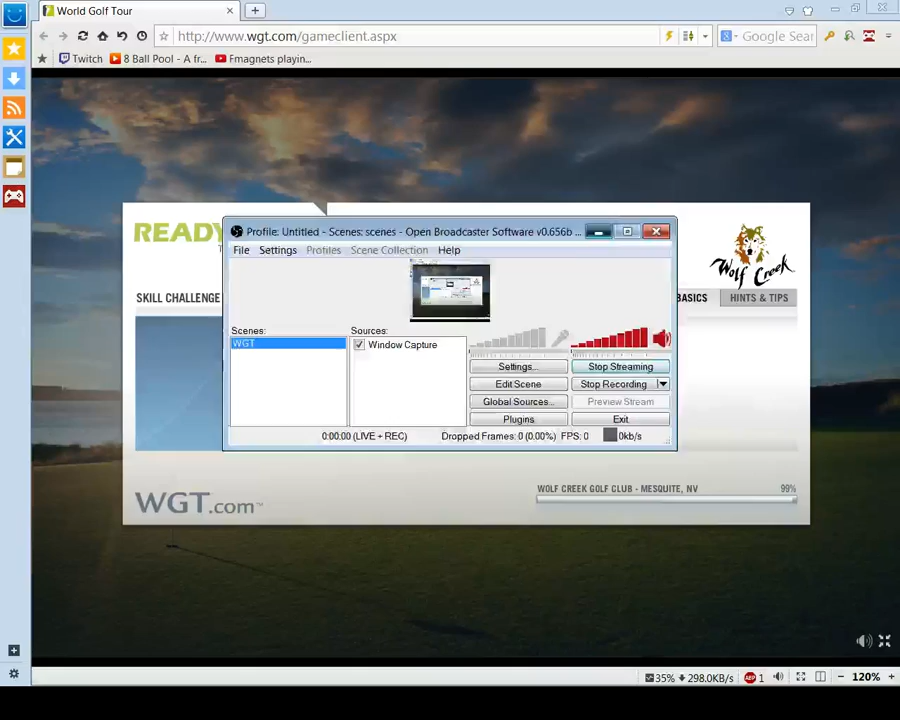 World Golf Tour
http://www.wgt.com/gameclient.aspx
Google Sear
Twitch
8 Ball Pool - A fr...
Fmagnets playin...
READY
Wolf Creek
SKILL CHALLENGE
BASICS
HINTS & TIPS
Profile: Untitled - Scenes: scenes - Open Broadcaster Software v0.656b ...
File Settings Profiles Scene Collection Help
Scenes:
Sources:
WGT
Window Capture
Settings...
Stop Streaming
Edit Scene
Stop Recording
Global Sources...
Preview Stream
Plugins
Exit
0:00:00 (LIVE + REC)
Dropped Frames: 0 (0.00%)
FPS: 0
0kb/s
WGT.com™
WOLF CREEK GOLF CLUB - MESQUITE, NV
99%
35% 298.0KB/s
ABP 1
120%